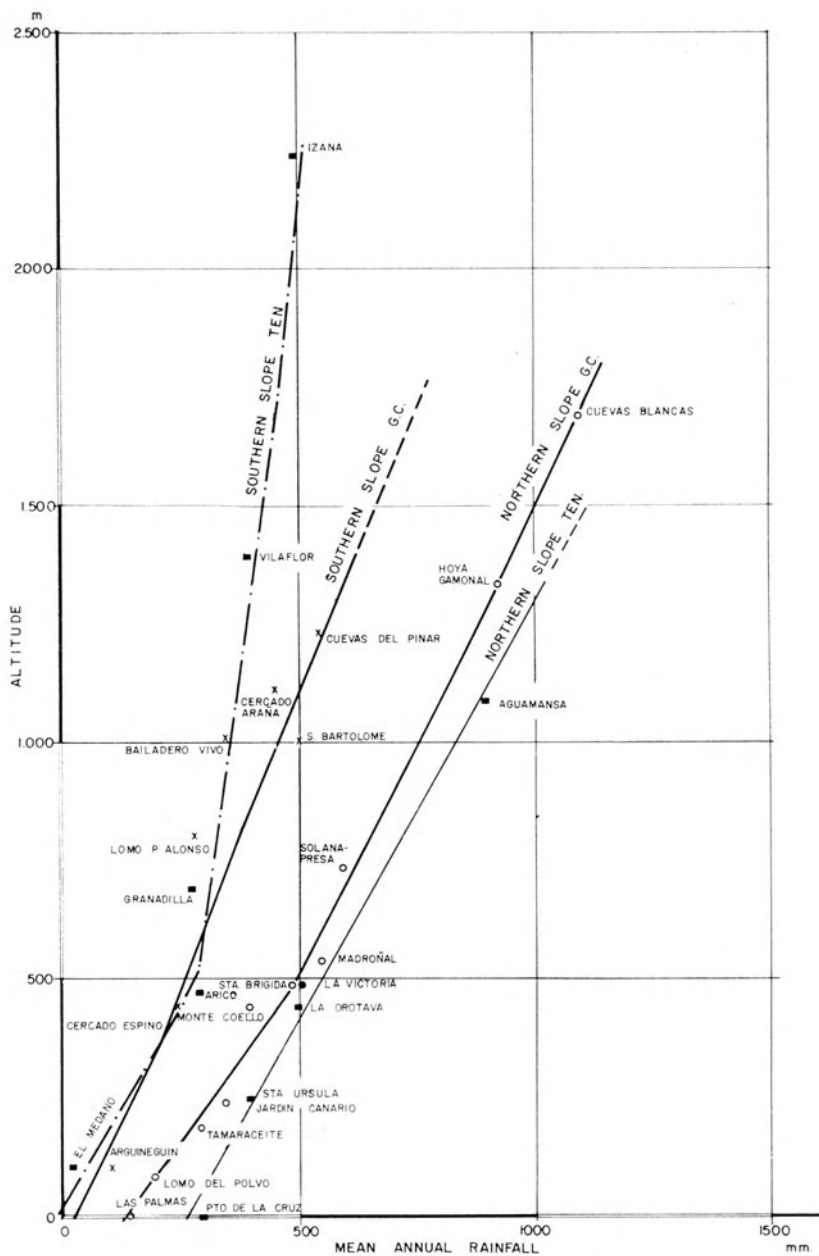 m
2.500
IZANA
2000
SOUTHERN SLOPE TEN
SOUTHERN SLOPE G.C.
NORTHERN SLOPE G.C.
CUEVAS BLANCAS
1.500
NORTHERN SLOPE TEN.
VILAFLOR
HOYA
GAMONAL
ALTITUDE
CUEVAS DEL PINAR
CERCADO
ARAÑA
AGUAMANSA
BAILADERO VIVO
S. BARTOLOME
1.000
LOMO P. ALONSO
SOLANA-
PRESA
GRANADILLA
MADROÑAL
500
STA. BRIGIDA
LA VICTORIA
ARICO
MONTE COELLO
LA OROTAVA
CERCADO ESPINO
STA URSULA
JARDIN CANARIO
EL MEDANO
TAMARACEITE
ARGUINEGUIN
LOMO DEL POLVO
LAS PALMAS
PTO DE LA CRUZ
0
0
500
1000
1500
MEAN ANNUAL RAINFALL
mm.